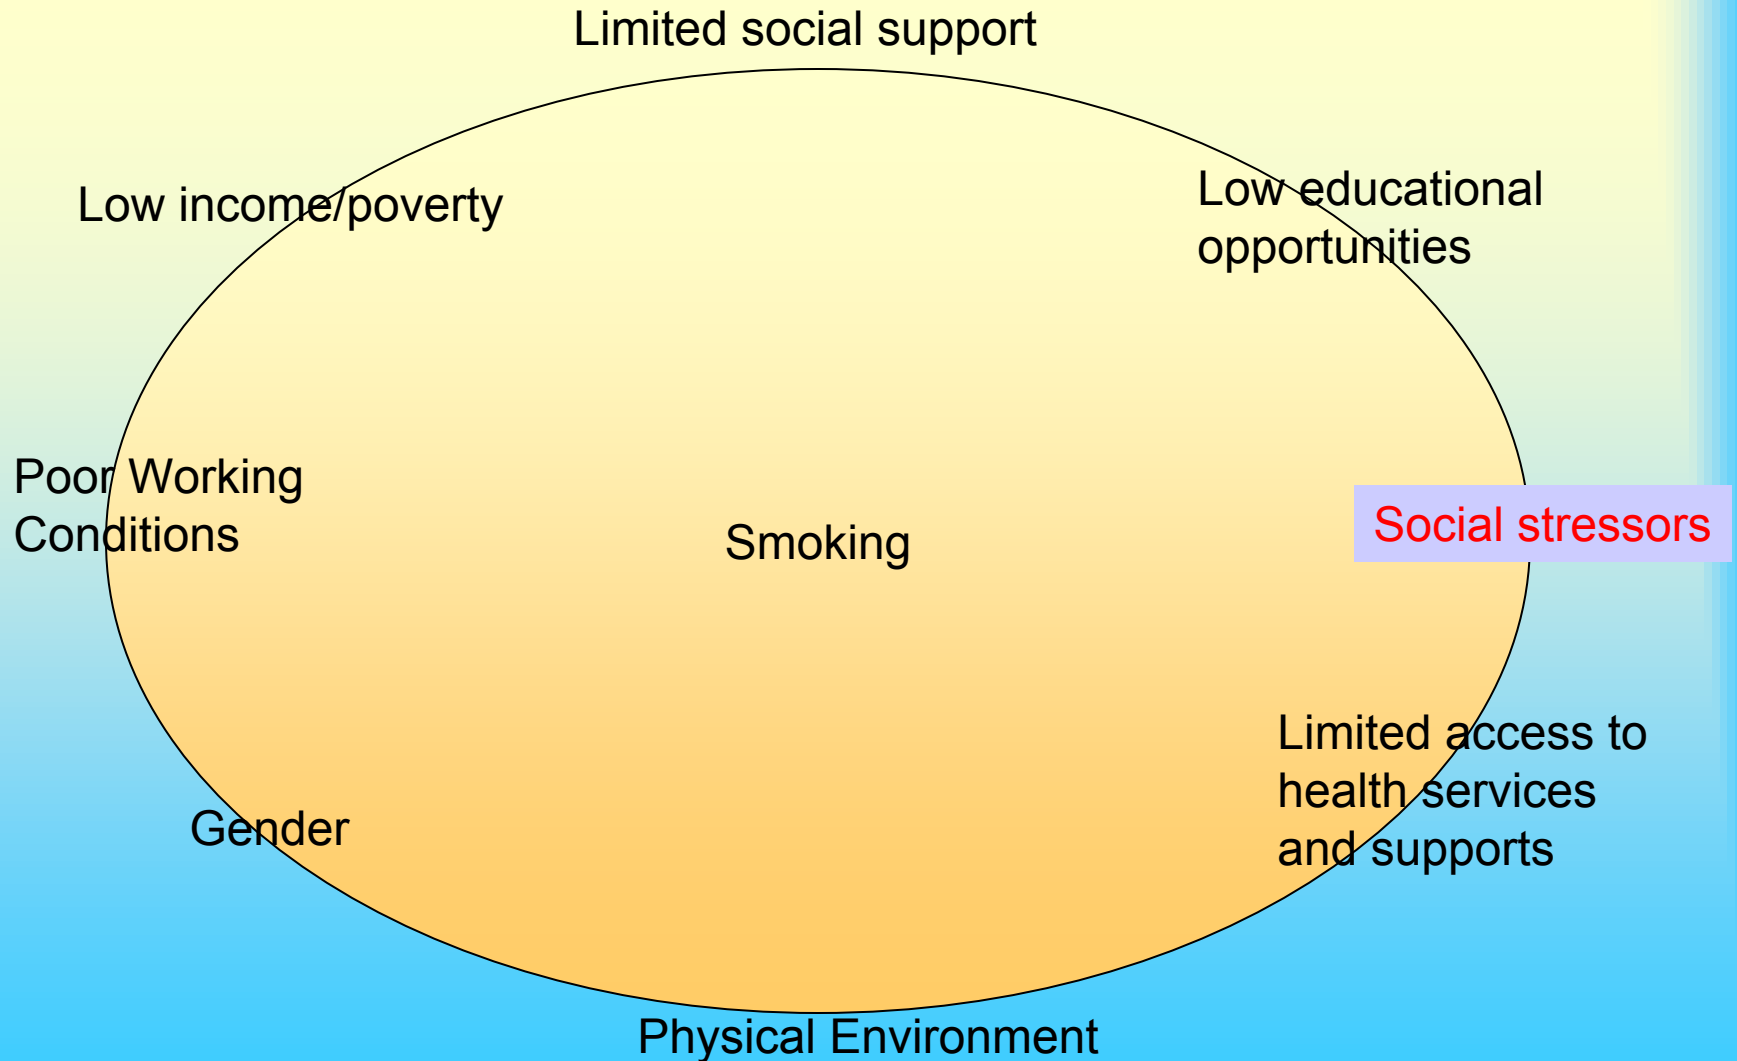 Limited social support
Low income/poverty
Low educational
opportunities
Poor Working
Conditions
Smoking
Social stressors
Limited access to
health services
and supports
Gender
Physical Environment